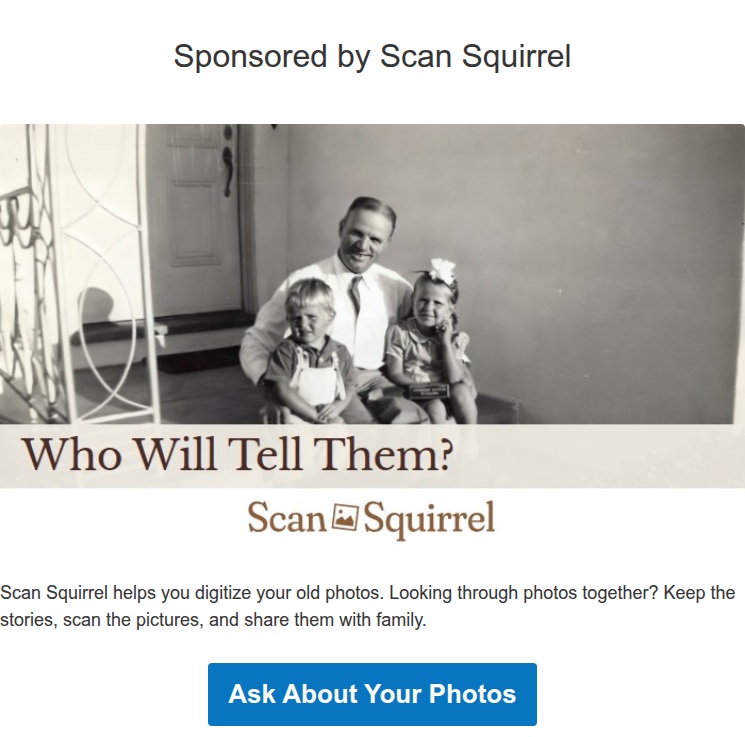 Sponsored by Scan Squirrel
Who Will Tell Them?
Scan Squirrel
Scan Squirrel helps you digitize your old photos. Looking through photos together? Keep the
stories, scan the pictures, and share them with family.
Ask About Your Photos